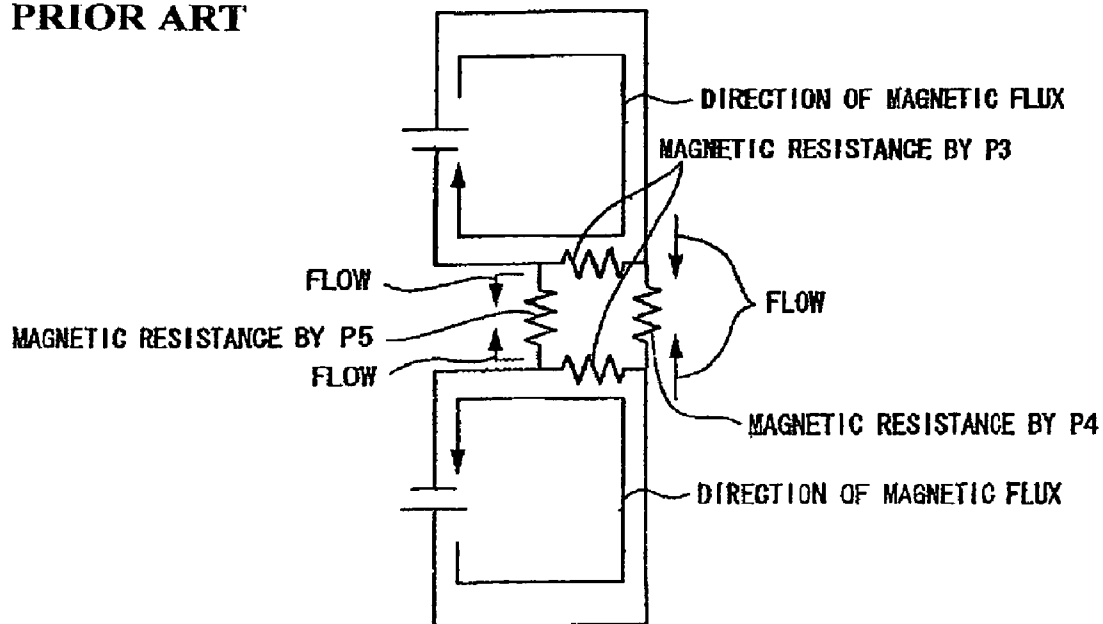 PRIOR ART
DIRECTION OF MAGNETIC FLUX
MAGNETIC RESISTANCE BY P3
FLOW
FLOW
MAGNETIC RESISTANCE BY P5
FLOW
MAGNETIC RESISTANCE BY P4
DIRECTION OF MAGNETIC FLUX